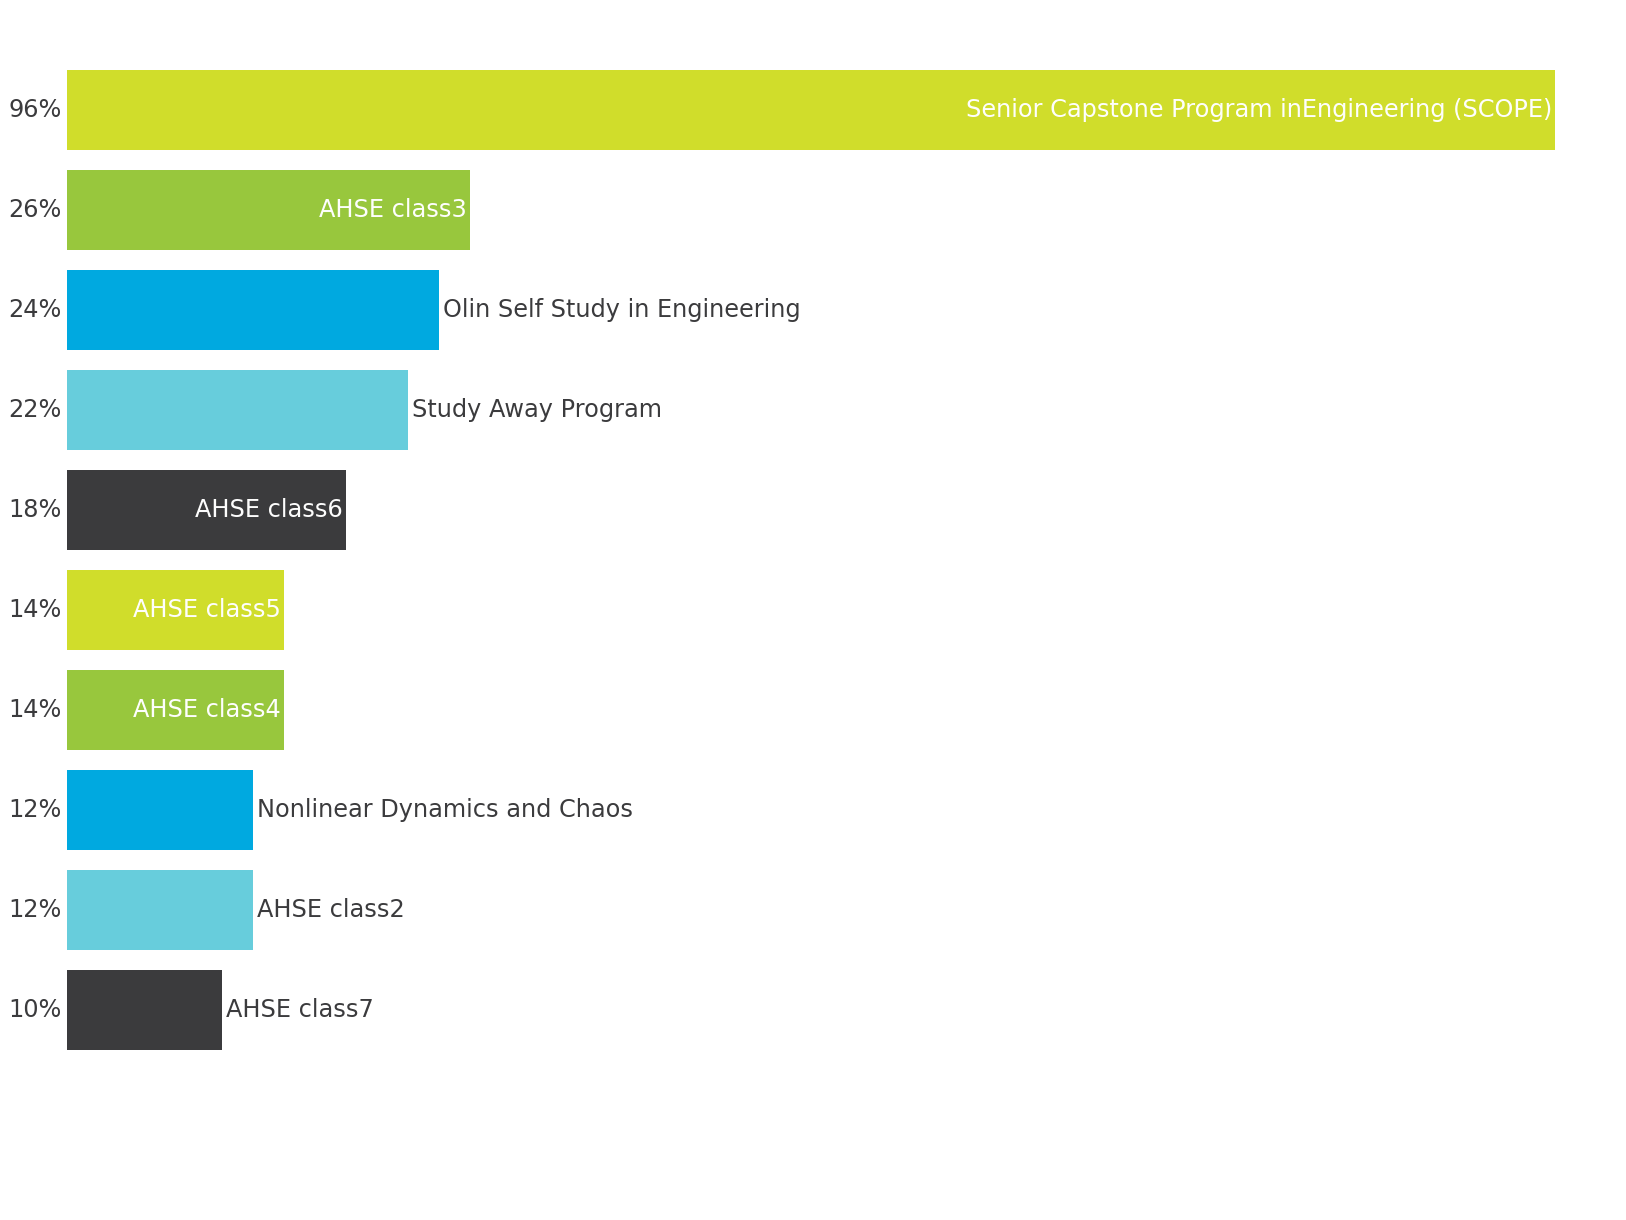 96% Senior Capstone Program inEngineering (SCOPE)
26% AHSE class3
24% Olin Self Study in Engineering
22% Study Away Program
18% AHSE class6
14% AHSE class5
14% AHSE class4
12% Nonlinear Dynamics and Chaos
12% AHSE class2
10% AHSE class7